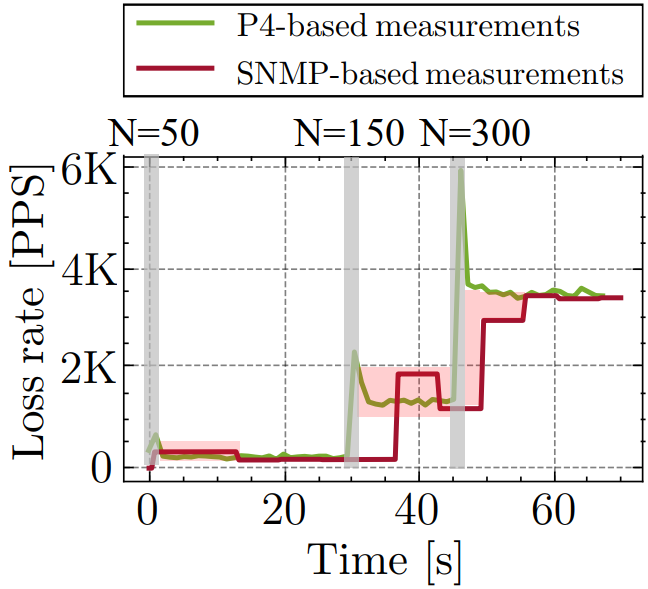 P4-based measurements
SNMP-based measurements
N=50 N=150 N=300
Loss rate [PPS]
6K
4K
2K
0
0 20 40 60
Time [s]